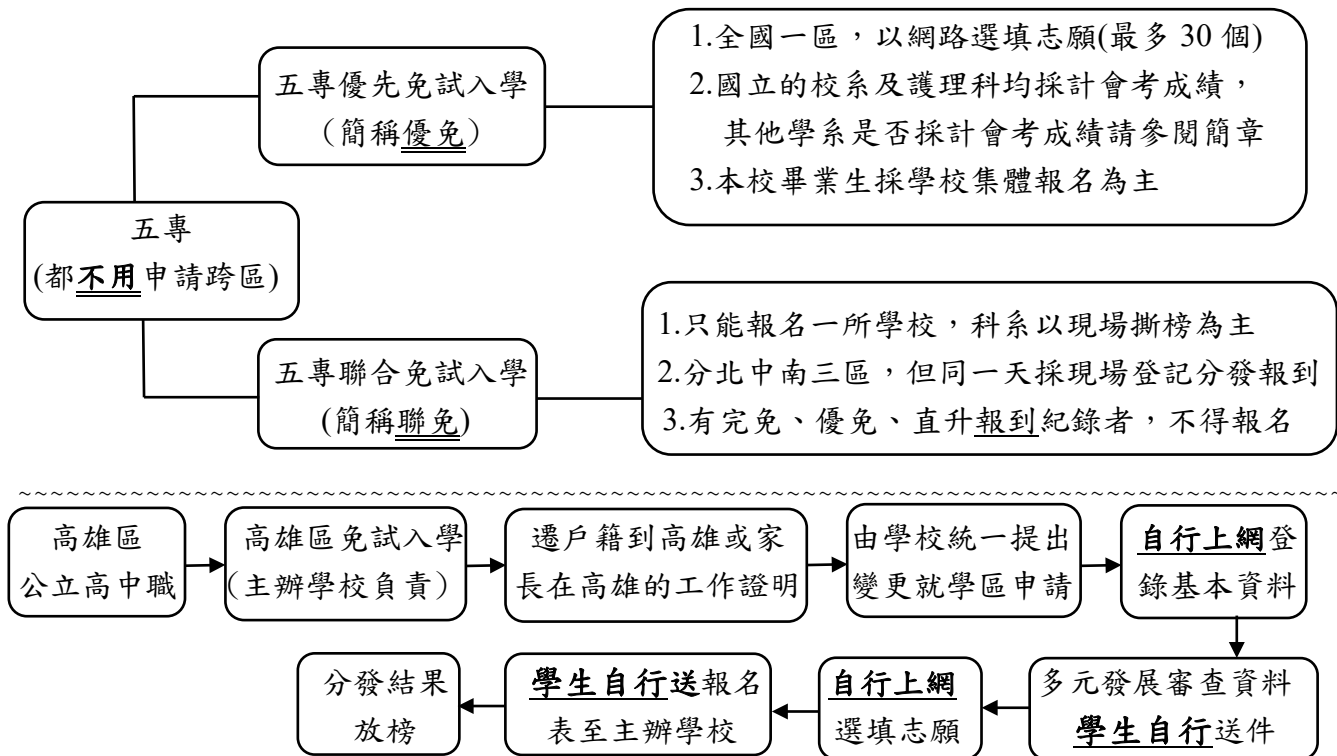 五專優先免試入學
（簡稱優免）
1.全國一區，以網路選填志願(最多 30 個)
2.國立的校系及護理科均採計會考成績，
其他學系是否採計會考成績請參閱簡章
3.本校畢業生採學校集體報名為主
五專
(都不用申請跨區)
五專聯合免試入學
(簡稱聯免)
1.只能報名一所學校，科系以現場撕榜為主
2.分北中南三區，但同一天採現場登記分發報到
3.有完免、優免、直升報到紀錄者，不得報名
~~~~~~~~~~~~~~~~~~~~~~~~~~~~~~~~~~~~~~~~~~~~~~~~~~~~~~~~~~~~~~~~~~~~~~~~~~~~~~~~
高雄區
公立高中職
高雄區免試入學
（主辦學校負責）
遷戶籍到高雄或家
長在高雄的工作證明
由學校統一提出
變更就學區申請
自行上網登
錄基本資料
多元發展審查資料
學生自行送件
自行上網
選填志願
學生自行送報名
表至主辦學校
分發結果
放榜